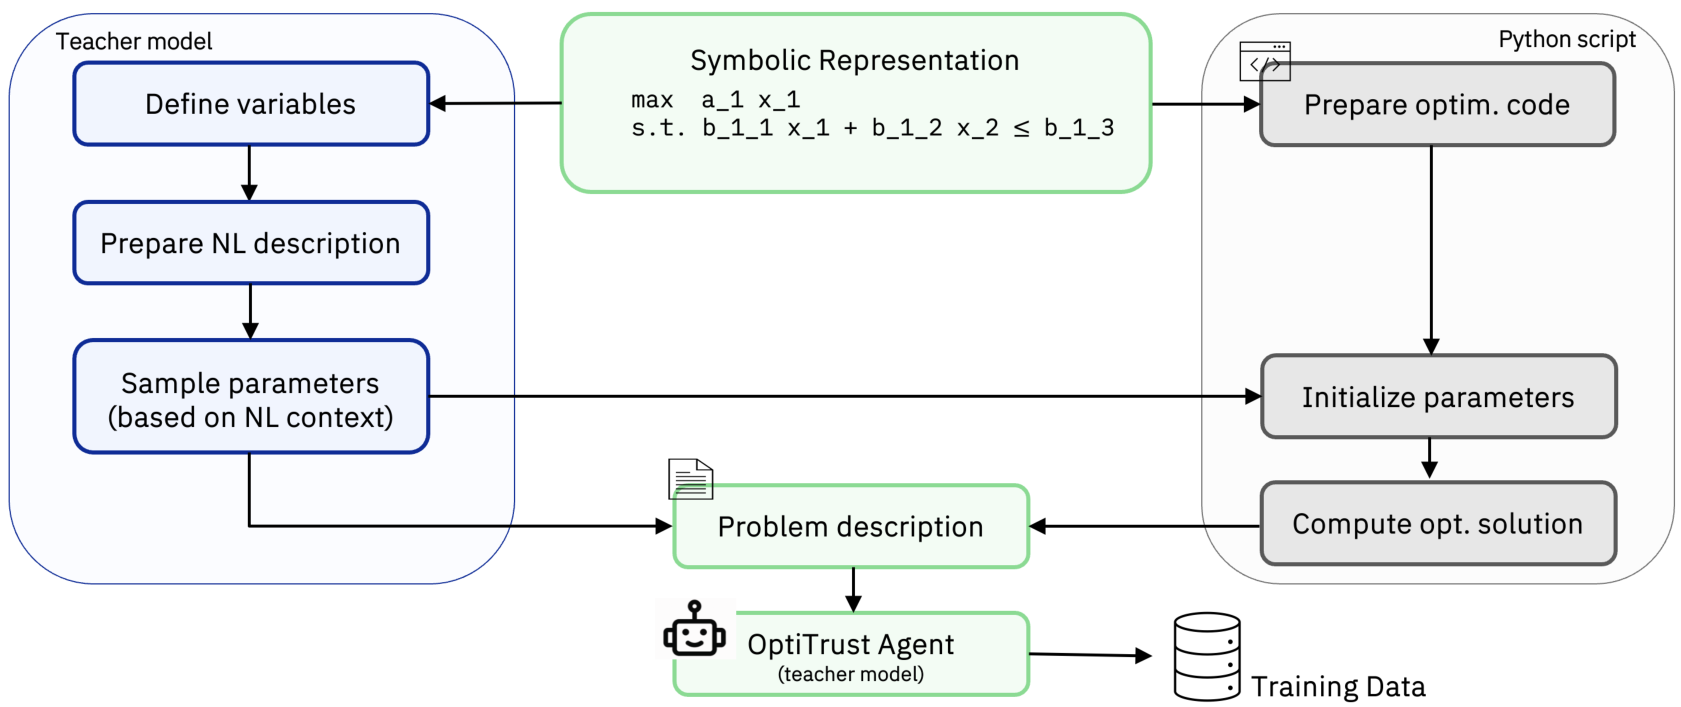 Teacher model
Define variables
Prepare NL description
Sample parameters
(based on NL context)
Symbolic Representation
max  a_1 x_1
s.t. b_1_1 x_1 + b_1_2 x_2 ≤ b_1_3
Python script
</>
Prepare optim. code
Initialize parameters
Compute opt. solution
Problem description
OptiTrust Agent
(teacher model)
Training Data